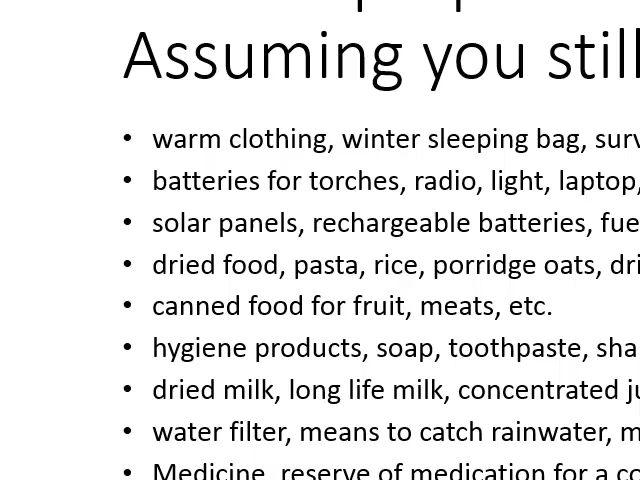 Assuming you still
• warm clothing, winter sleeping bag,
• batteries for torches, radio, light, laptop,
• solar panels, rechargeable batteries,
• dried food, pasta, rice, porridge oats,
• canned food for fruit, meats, etc.
• hygiene products, soap, toothpaste,
• dried milk, long life milk, concentrated
• water filter, means to catch rainwater,
• Medicine, reserve of medication for a